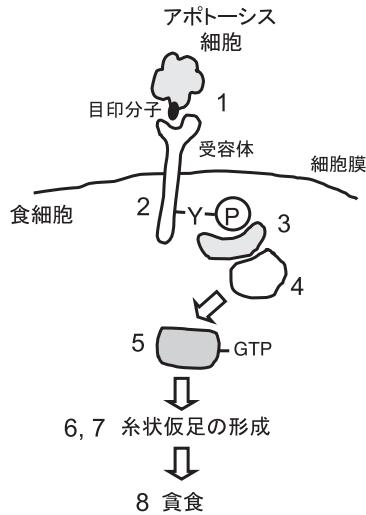 アポトーシス
細胞
目印分子
1
受容体
細胞膜
食細胞
2
Y
P
3
4
5
GTP
6, 7 糸状仮足の形成
8 貪食